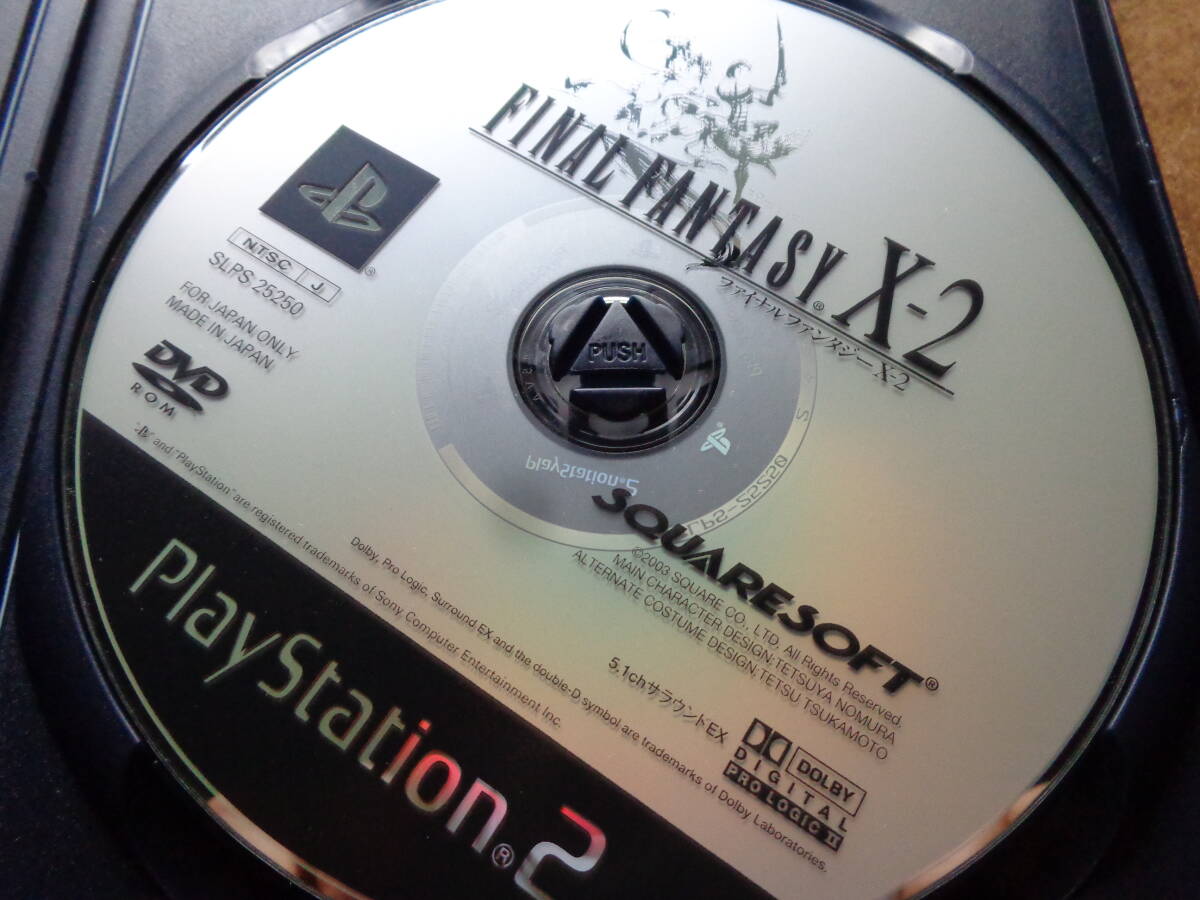 FINAL FANTASY® X-2
ファイナルファンタジーX-2
®
NTSC J
SLPS 25250
FOR JAPAN ONLY
MADE IN JAPAN
DVD
ROM
PUSH
PlayStation®2
SLPS-25250
SQUARESOFT®
©2003 SQUARE CO., LTD. All Rights Reserved.
MAIN CHARACTER DESIGN:TETSUYA NOMURA
ALTERNATE COSTUME DESIGN:TETSU TSUKAMOTO
5.1chサラウンドEX
DOLBY
DIGITAL
PRO LOGIC II
Dolby, Pro Logic, Surround EX and the double-D symbol are trademarks of Dolby Laboratories.
" " and "PlayStation" are registered trademarks of Sony Computer Entertainment Inc.
PlayStation®2